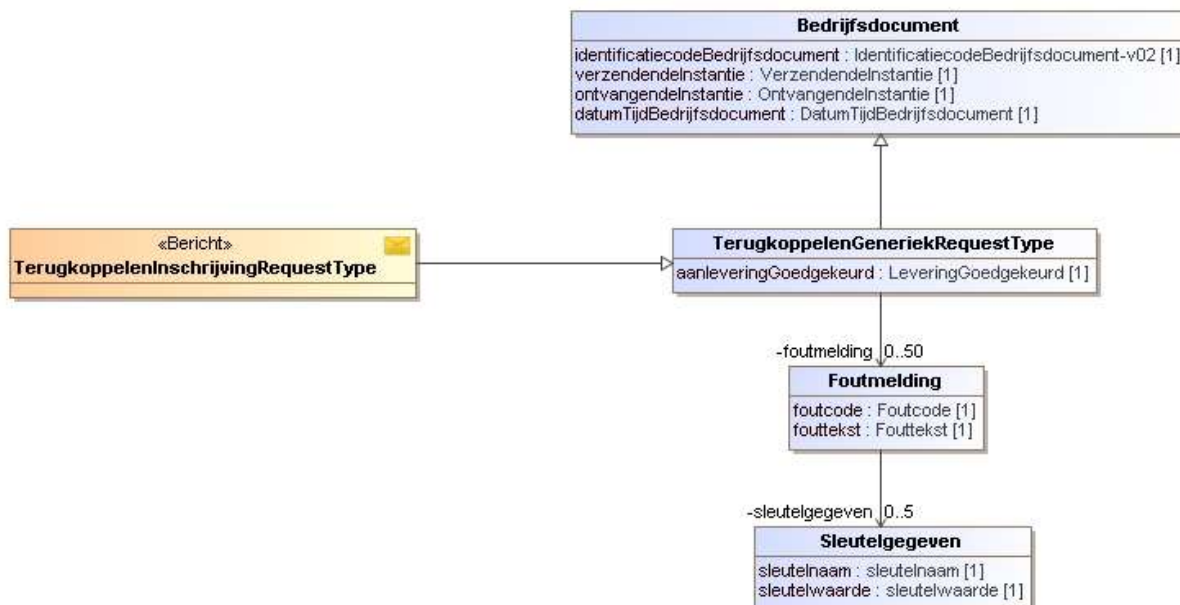 Bedrijfsdocument
identificatiecodeBedrijfsdocument : IdentificatiecodeBedrijfsdocument-v02 [1]
verzendendeInstantie : VerzendendeInstantie [1]
ontvangendeInstantie : OntvangendeInstantie [1]
datumTijdBedrijfsdocument : DatumTijdBedrijfsdocument [1]
«Bericht»
TerugkoppelenInschrijvingRequestType
TerugkoppelenGeneriekRequestType
aanleveringGoedgekeurd : LeveringGoedgekeurd [1]
-foutmelding 0..50
Foutmelding
foutcode : Foutcode [1]
fouttekst : Fouttekst [1]
-sleutelgegeven 0..5
Sleutelgegeven
sleutelnaam : sleutelnaam [1]
sleutelwaarde : sleutelwaarde [1]